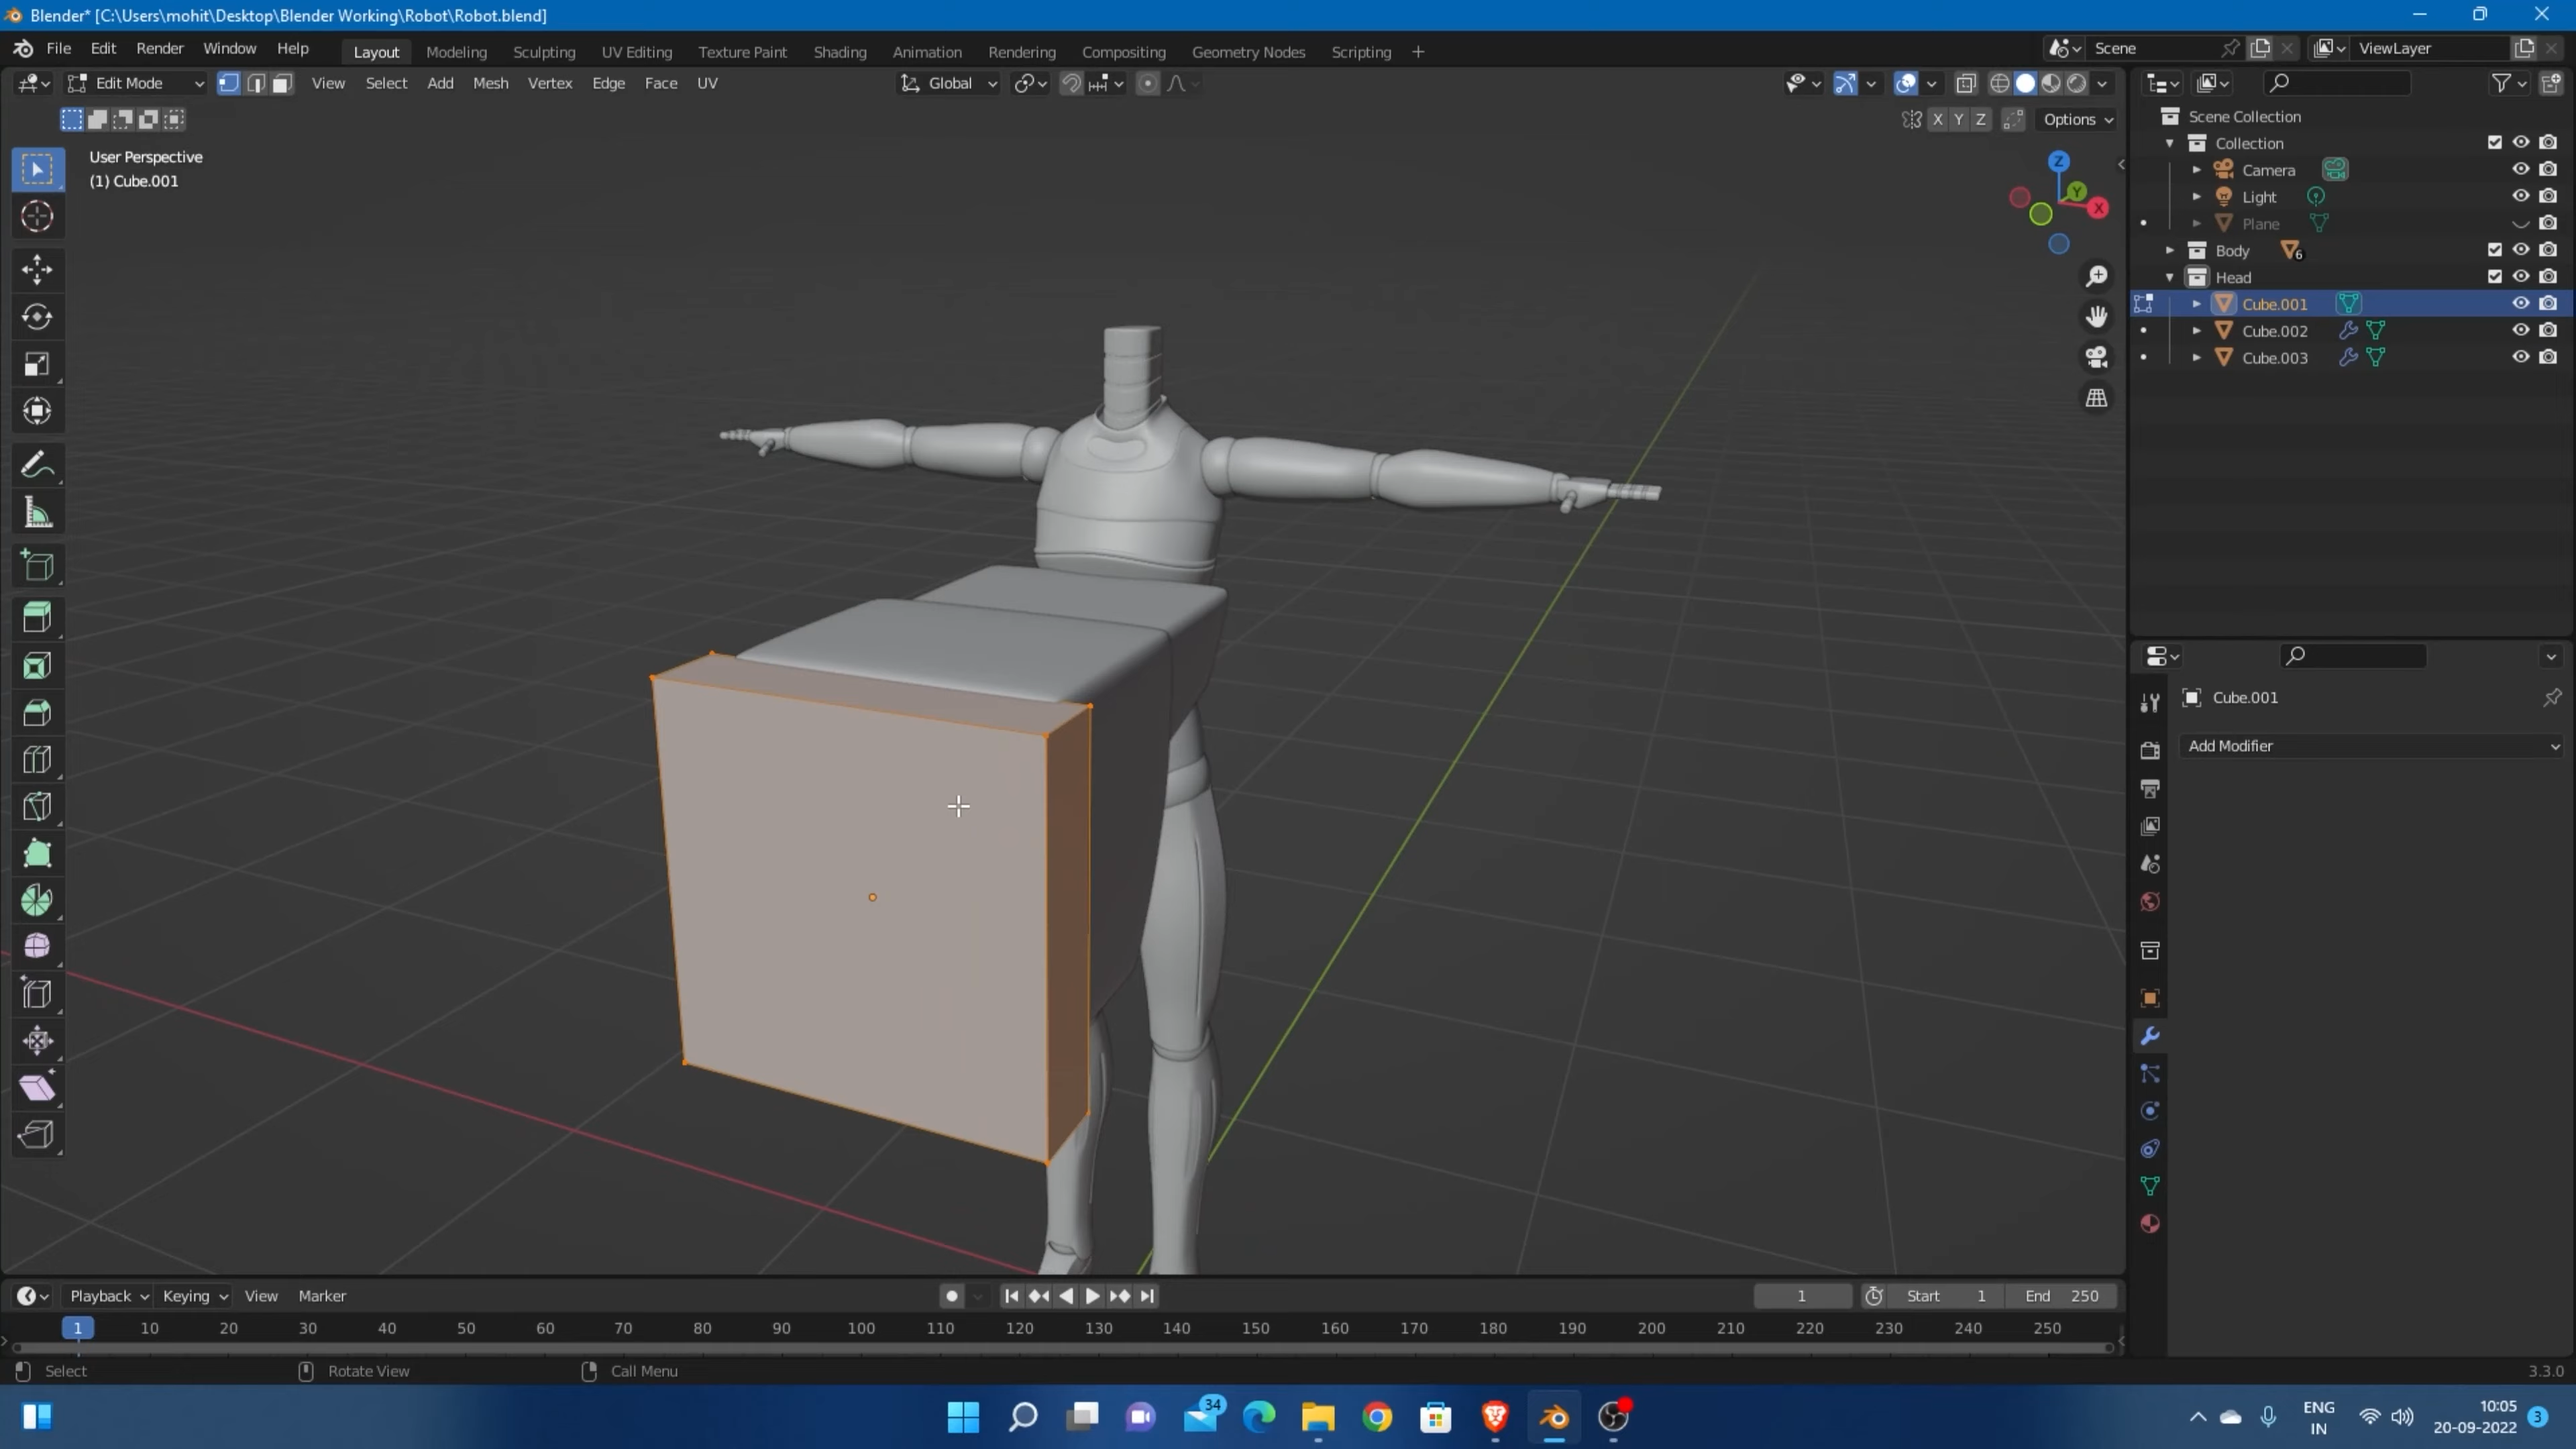 Blender* [C:\Users\mohit\Desktop\Blender Working\Robot\Robot.blend]
File Edit Render Window Help Layout Modeling Sculpting UV Editing Texture Paint Shading Animation Rendering Compositing Geometry Nodes Scripting + Scene ViewLayer
Edit Mode View Select Add Mesh Vertex Edge Face UV Global
X Y Z Options
User Perspective
(1) Cube.001
Z
Y
X
Scene Collection
Collection
Camera
Light
Plane
Body 6
Head
Cube.001
Cube.002
Cube.003
Cube.001
Add Modifier
Playback Keying View Marker 1 Start 1 End 250
1 10 20 30 40 50 60 70 80 90 100 110 120 130 140 150 160 170 180 190 200 210 220 230 240 250
Select Rotate View Call Menu 3.3.0
34
ENG
IN
10:05
20-09-2022
3